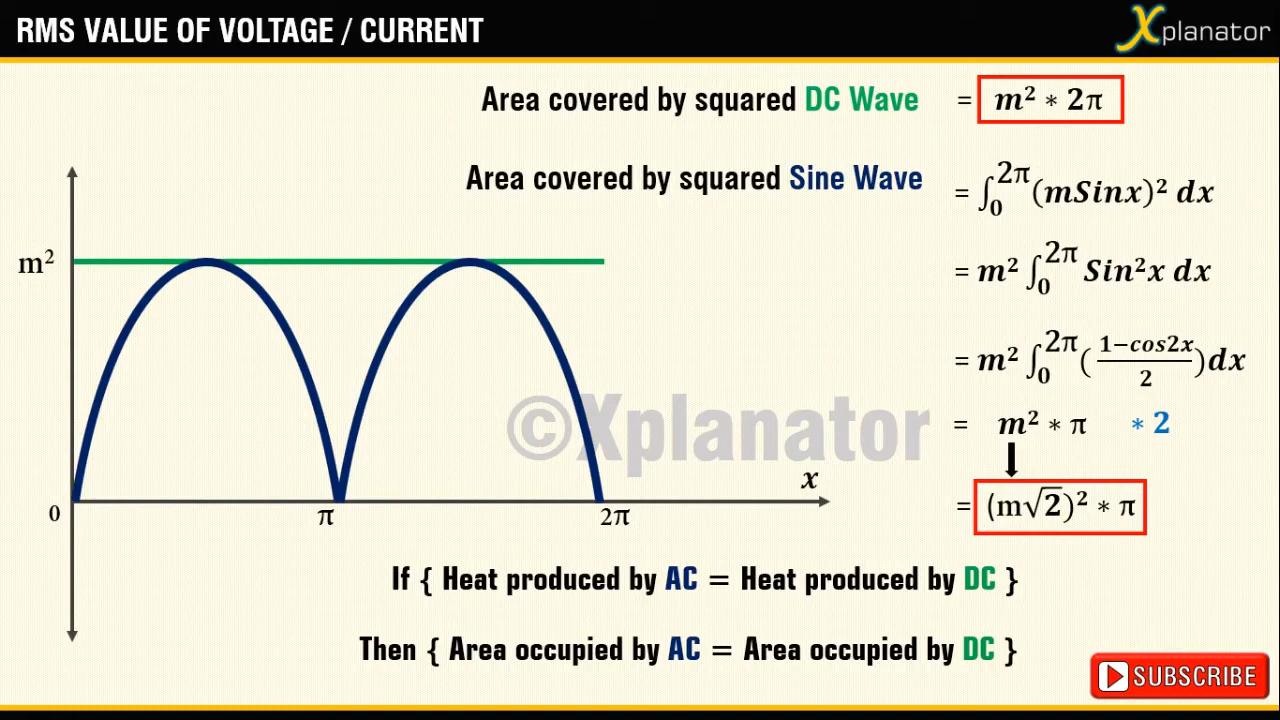 RMS VALUE OF VOLTAGE / CURRENT
Xplanator
Area covered by squared DC Wave = m² * 2π
Area covered by squared Sine Wave = ∫₀^2π (mSinx)² dx
= m² ∫₀^2π Sin²x dx
= m² ∫₀^2π ( (1−cos2x)/2 )dx
= m² * π * 2
= (m√2)² * π
m²
0
π
2π
x
©Xplanator
If { Heat produced by AC = Heat produced by DC }
Then { Area occupied by AC = Area occupied by DC }
SUBSCRIBE